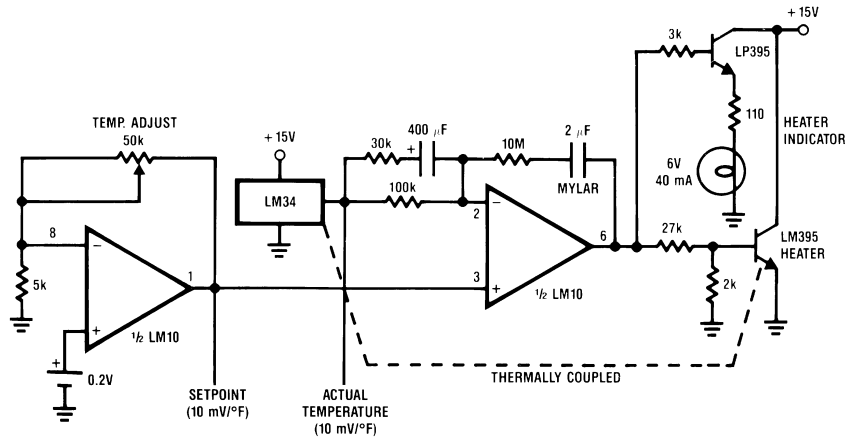 + 15V
3k
LP395
TEMP. ADJUST
50k
+ 15V
30k
400 µF
+
10M
2 µF
MYLAR
110
HEATER
INDICATOR
6V
40 mA
LM34
100k
8
−
2
−
6
27k
LM395
HEATER
5k
1
3
+
2k
+
½ LM10
½ LM10
+
0.2V
THERMALLY COUPLED
SETPOINT
(10 mV/°F)
ACTUAL
TEMPERATURE
(10 mV/°F)